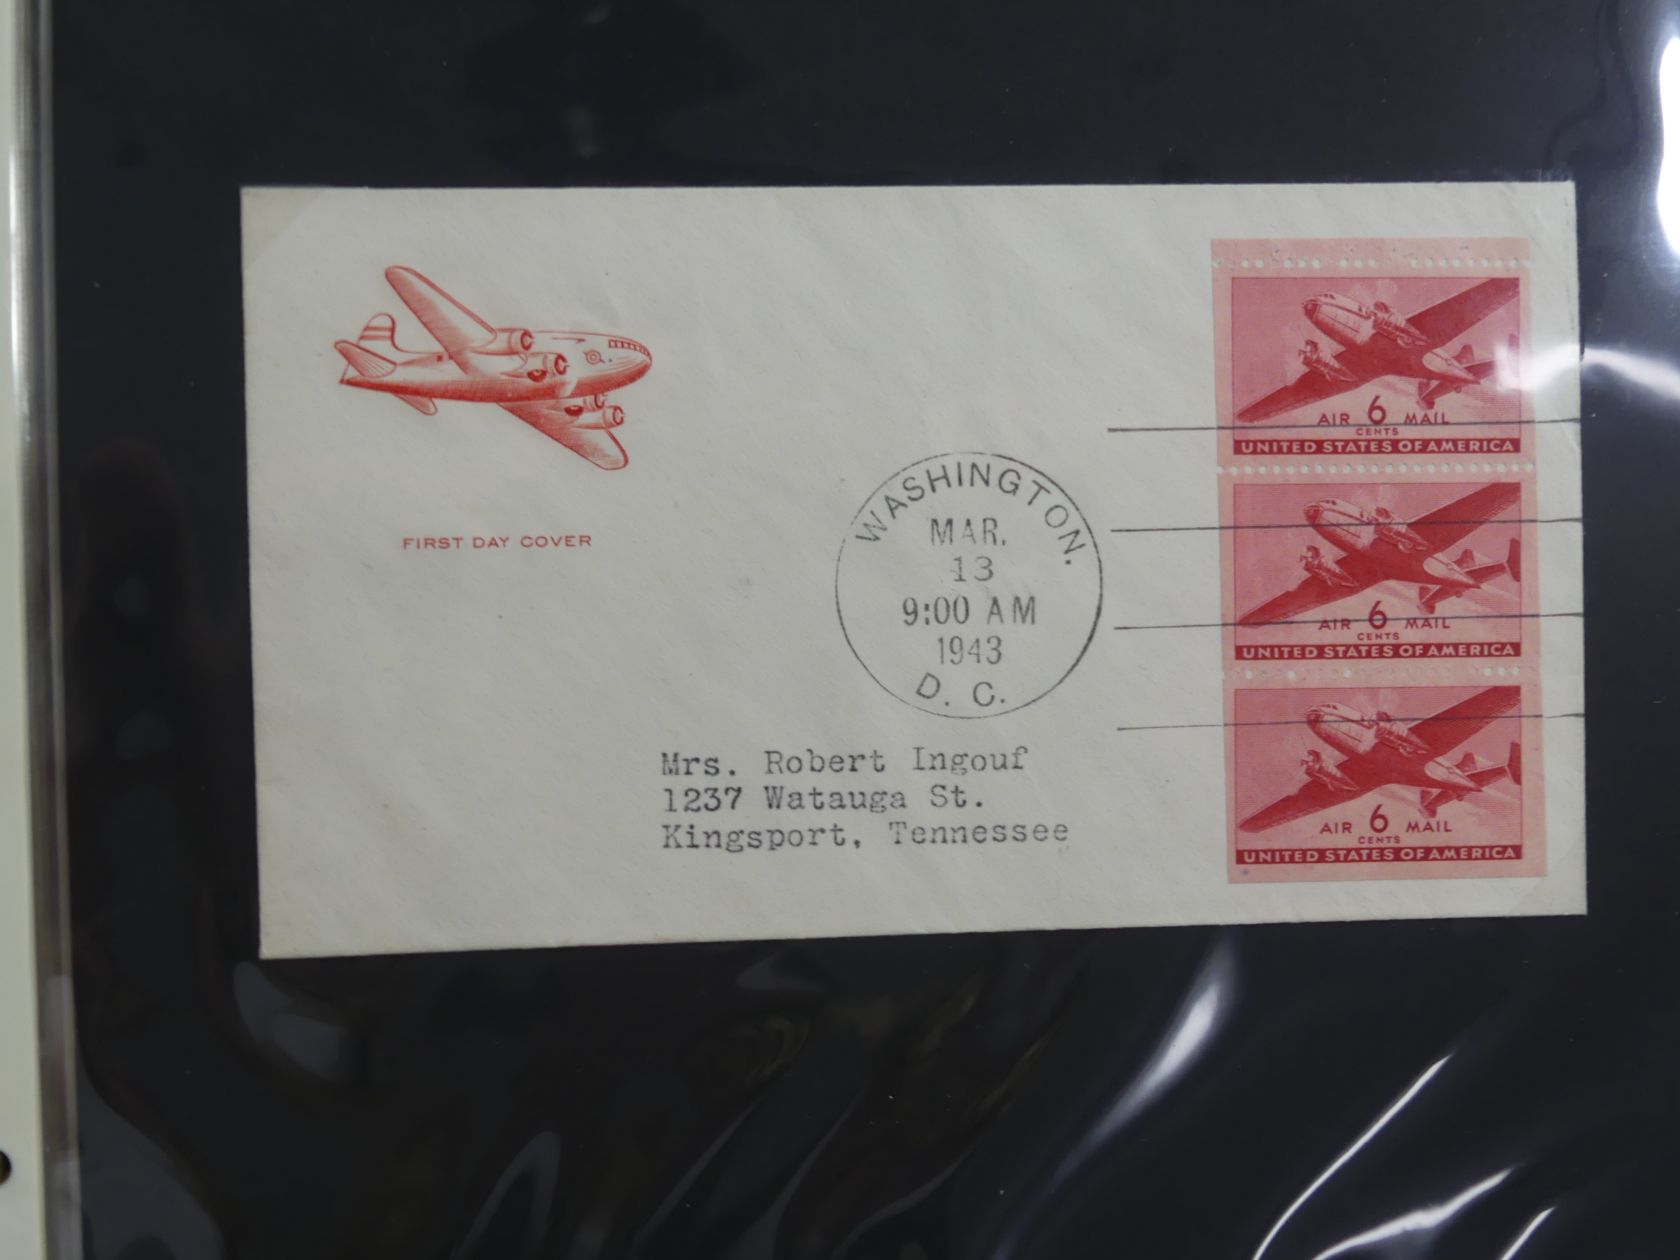 FIRST DAY COVER
WASHINGTON.
MAR.
13
9:00 AM
1943
D. C.
Mrs. Robert Ingouf
1237 Watauga St.
Kingsport, Tennessee
AIR 6 MAIL
CENTS
UNITED STATES OF AMERICA
AIR 6 MAIL
CENTS
UNITED STATES OF AMERICA
AIR 6 MAIL
CENTS
UNITED STATES OF AMERICA